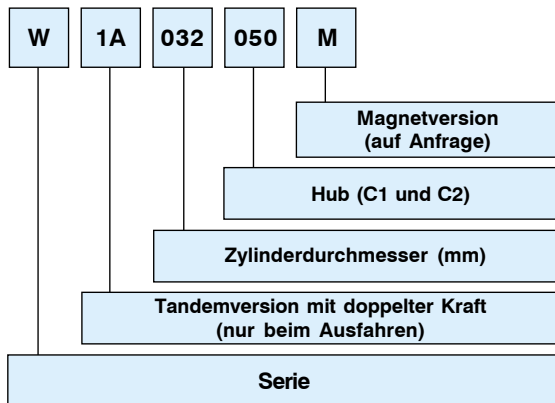 W 1A 032 050 M
Magnetversion
(auf Anfrage)
Hub (C1 und C2)
Zylinderdurchmesser (mm)
Tandemversion mit doppelter Kraft
(nur beim Ausfahren)
Serie